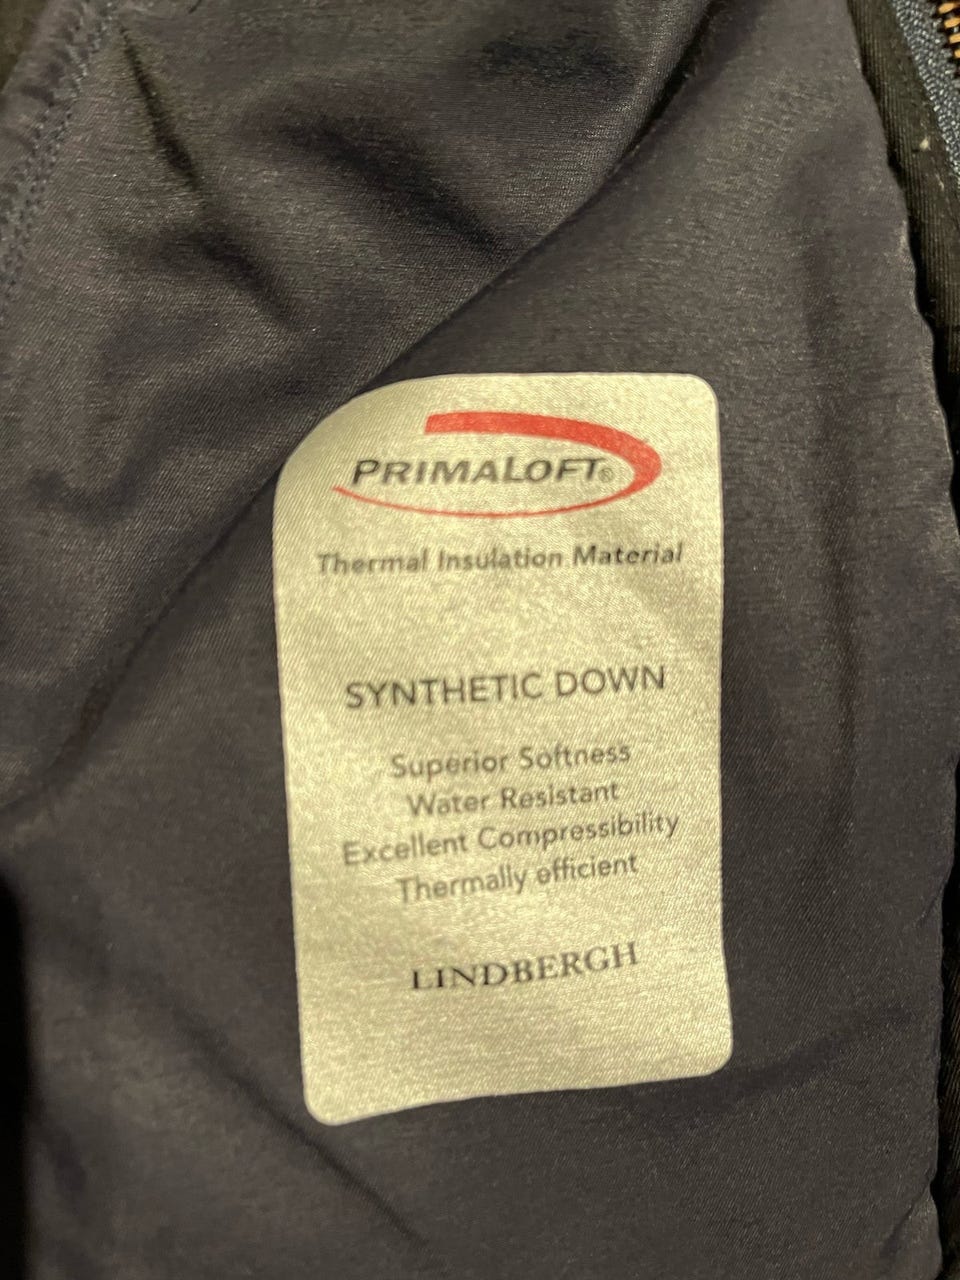 PRIMALOFT®
Thermal Insulation Material
SYNTHETIC DOWN
Superior Softness
Water Resistant
Excellent Compressibility
Thermally efficient
LINDBERGH